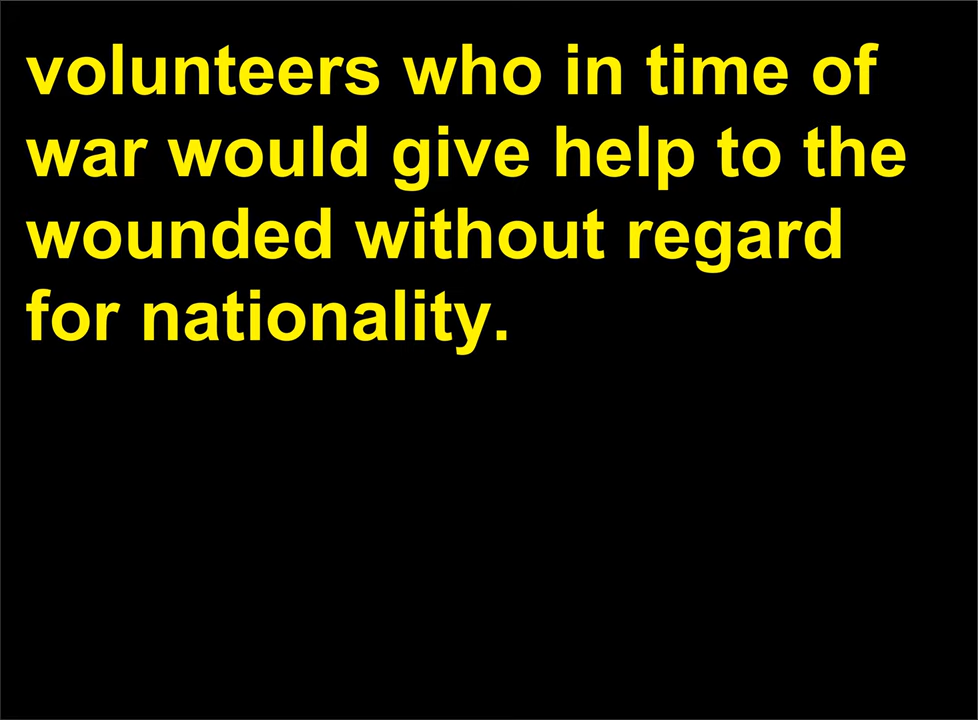 volunteers who in time of
war would give help to the
wounded without regard
for nationality.